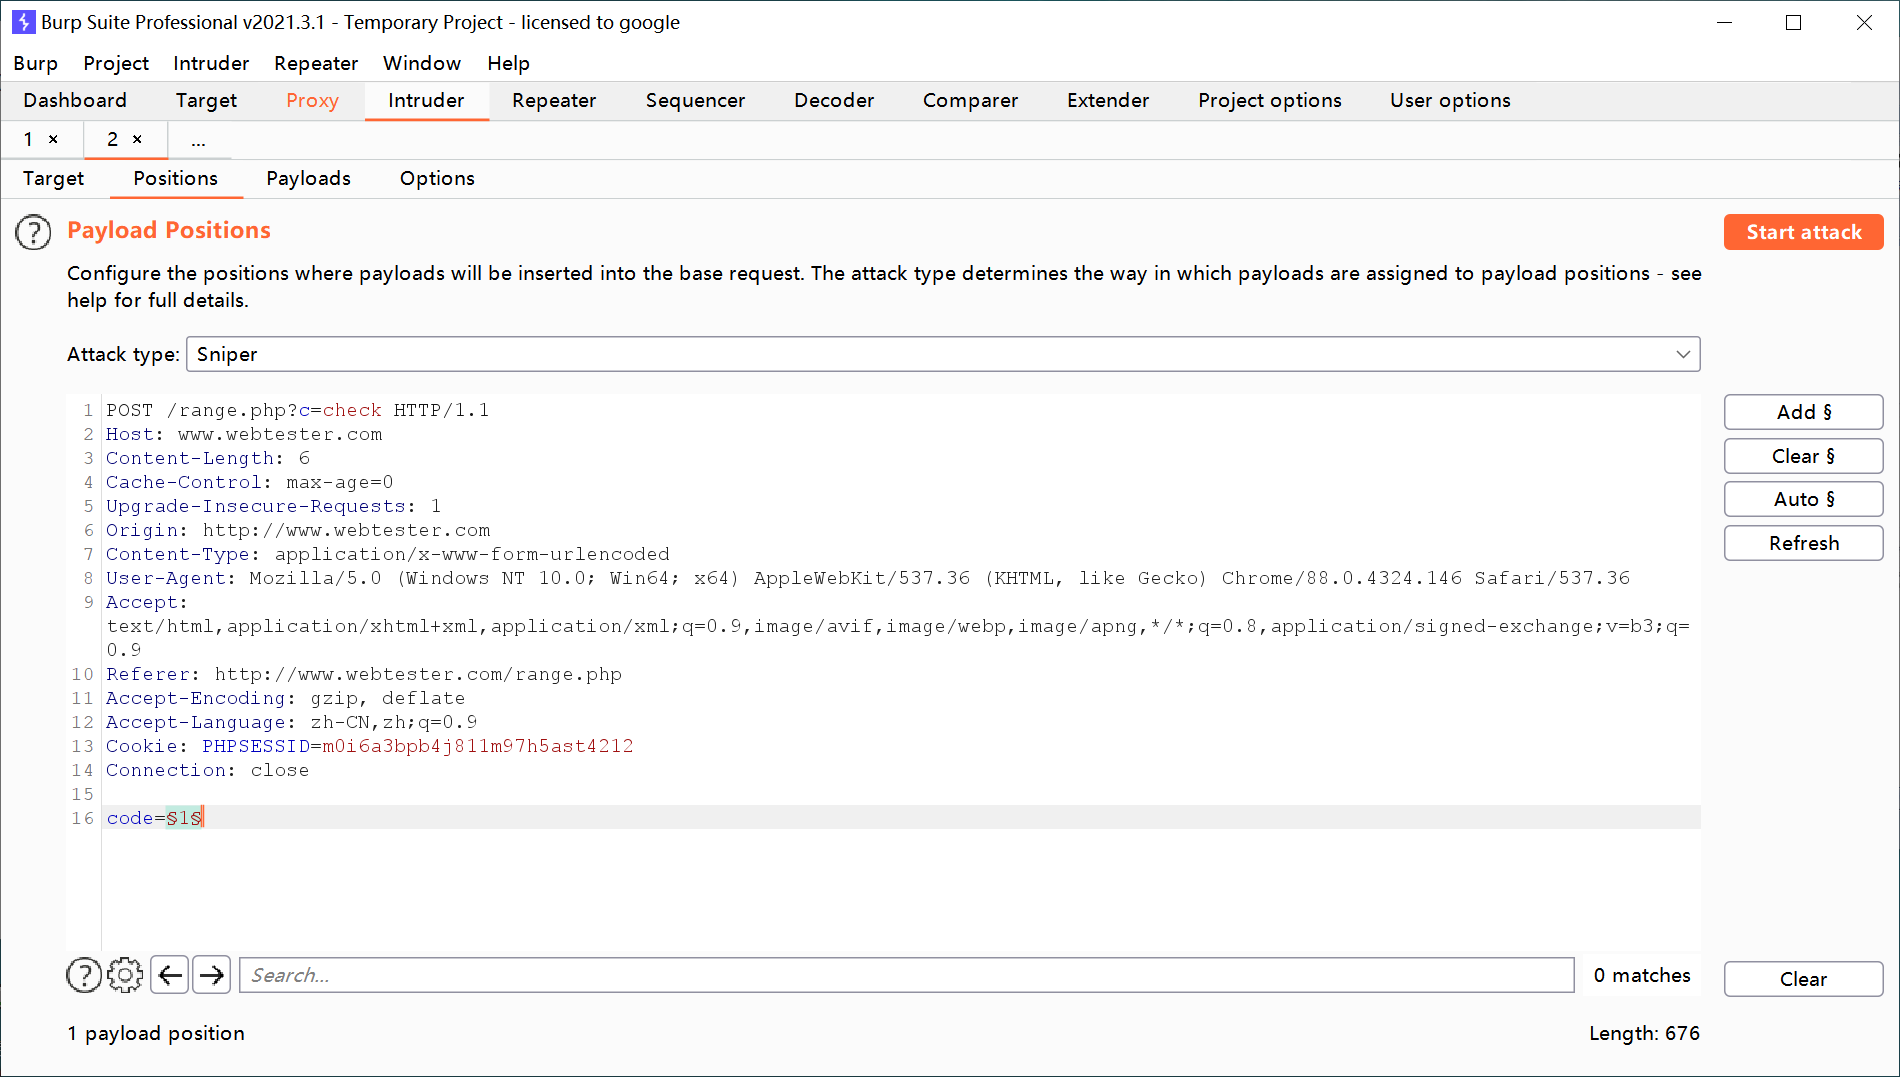 Burp Suite Professional v2021.3.1 - Temporary Project - licensed to google
Burp Project Intruder Repeater Window Help
Dashboard Target Proxy Intruder Repeater Sequencer Decoder Comparer Extender Project options User options
1 × 2 × ...
Target Positions Payloads Options
? Payload Positions
Start attack
Configure the positions where payloads will be inserted into the base request. The attack type determines the way in which payloads are assigned to payload positions - see
help for full details.
Attack type: Sniper
1 POST /range.php?c=check HTTP/1.1
2 Host: www.webtester.com
3 Content-Length: 6
4 Cache-Control: max-age=0
5 Upgrade-Insecure-Requests: 1
6 Origin: http://www.webtester.com
7 Content-Type: application/x-www-form-urlencoded
8 User-Agent: Mozilla/5.0 (Windows NT 10.0; Win64; x64) AppleWebKit/537.36 (KHTML, like Gecko) Chrome/88.0.4324.146 Safari/537.36
9 Accept:
text/html,application/xhtml+xml,application/xml;q=0.9,image/avif,image/webp,image/apng,*/*;q=0.8,application/signed-exchange;v=b3;q=
0.9
10 Referer: http://www.webtester.com/range.php
11 Accept-Encoding: gzip, deflate
12 Accept-Language: zh-CN,zh;q=0.9
13 Cookie: PHPSESSID=m0i6a3bpb4j811m97h5ast4212
14 Connection: close
15
16 code=§1§
Add §
Clear §
Auto §
Refresh
? Search...
0 matches
Clear
1 payload position
Length: 676